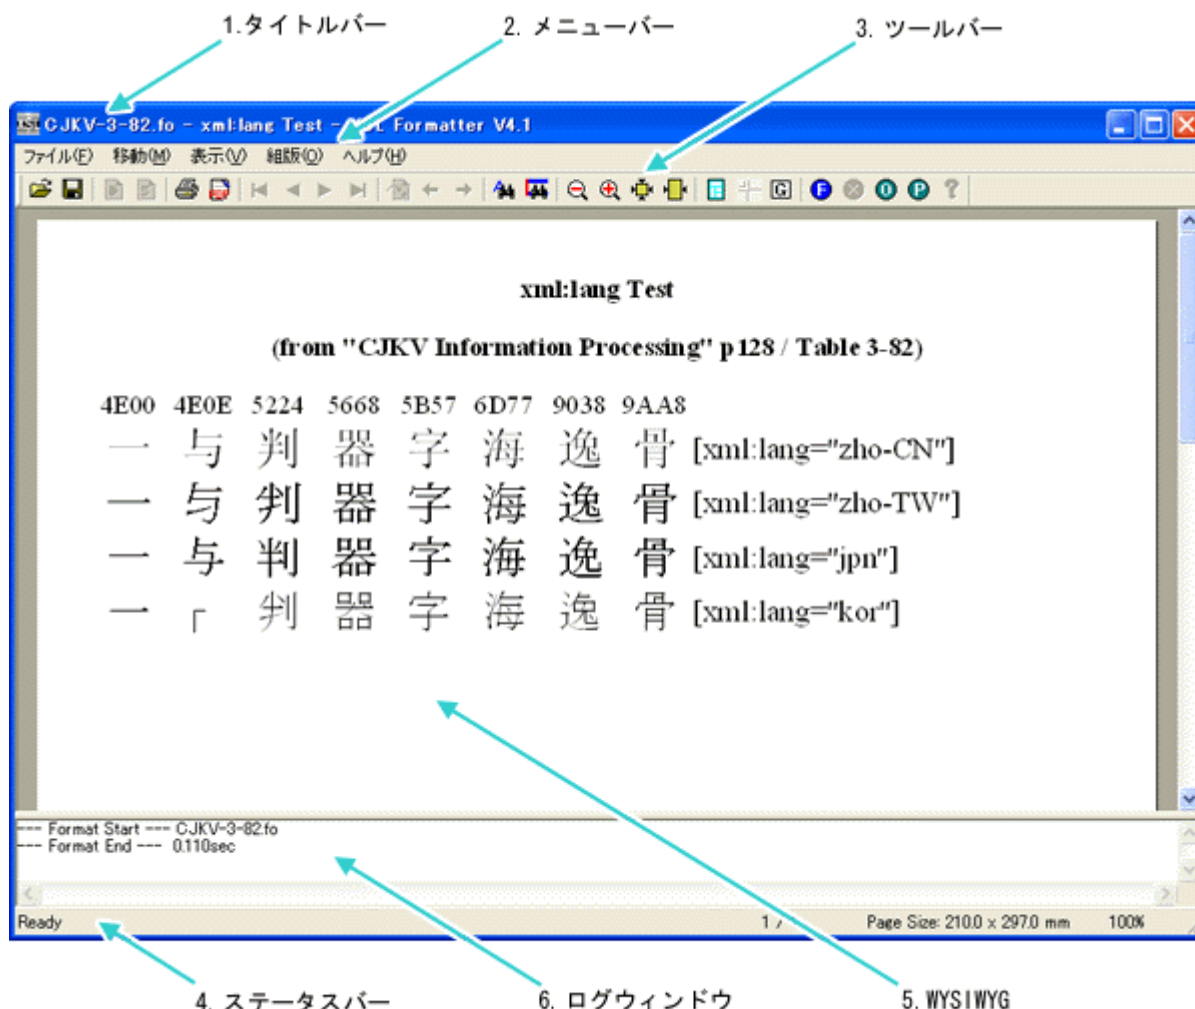 1.タイトルバー 2. メニューバー 3. ツールバー
CJKV-3-82.fo - xml:lang Test - Formatter V4.1
ファイル(F) 移動(M) 表示(V) 組版(O) ヘルプ(H)
xml:lang Test
(from "CJKV Information Processing" p128 / Table 3-82)
4E00 4E0E 5224 5668 5B57 6D77 9038 9AA8
一 与 判 器 字 海 逸 骨 [xml:lang="zho-CN"]
一 与 判 器 字 海 逸 骨 [xml:lang="zho-TW"]
一 与 判 器 字 海 逸 骨 [xml:lang="jpn"]
一 「 判 器 字 海 逸 骨 [xml:lang="kor"]
--- Format Start --- CJKV-3-82.fo
--- Format End --- 0.110sec
Ready 1 / Page Size: 210.0 x 297.0 mm 100%
4. ステータスバー 6. ログウィンドウ 5. WYSIWYG